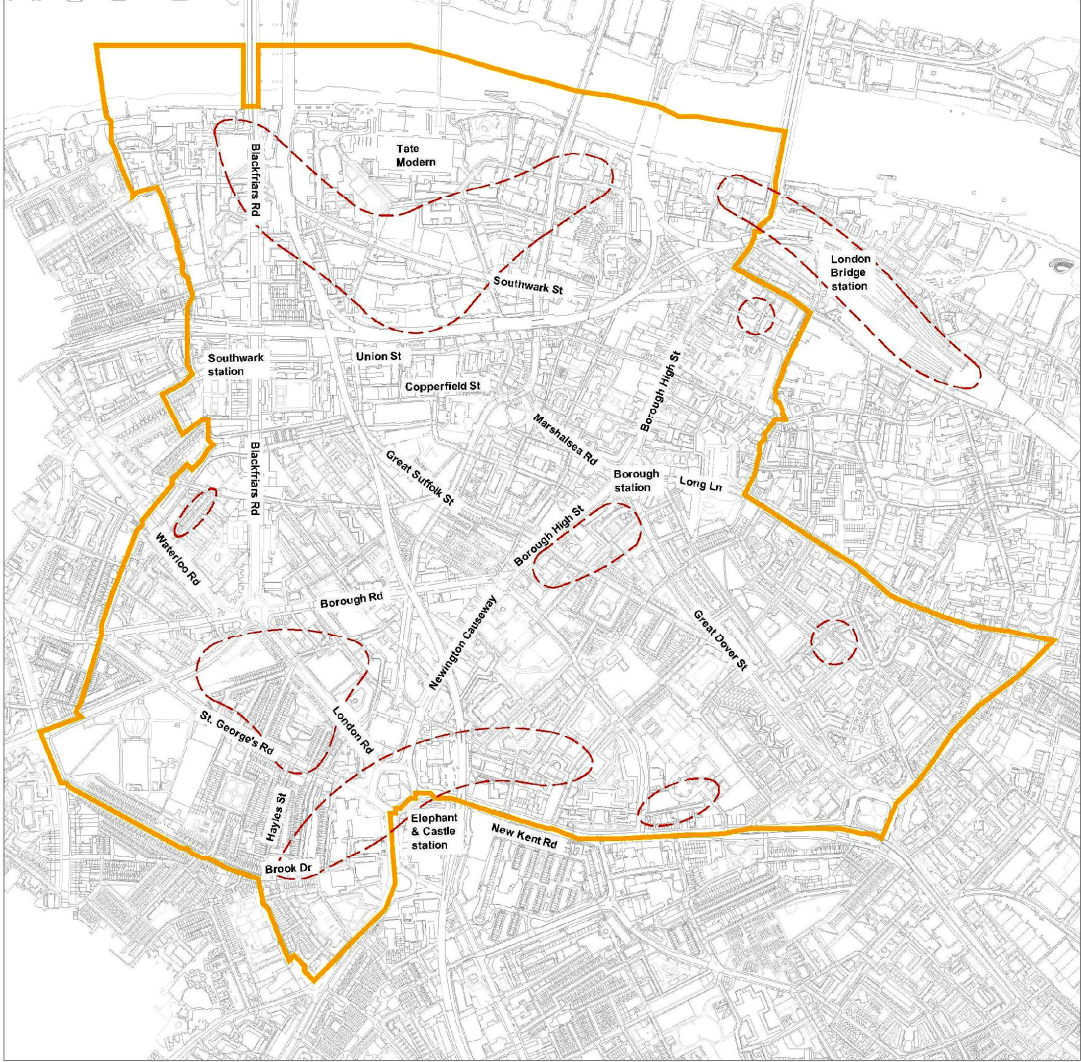 Tate
Modern
Blackfriars Rd
London
Bridge
station
Southwark St
Southwark
station
Union St
Copperfield St
Borough High St
Marshalsea Rd
Blackfriars Rd
Great Suffolk St
Borough
station
Long Ln
Borough High St
Waterloo Rd
Borough Rd
Newington Causeway
Great Dover St
St. George's Rd
London Rd
Hayles St
Elephant
& Castle
station
New Kent Rd
Brook Dr